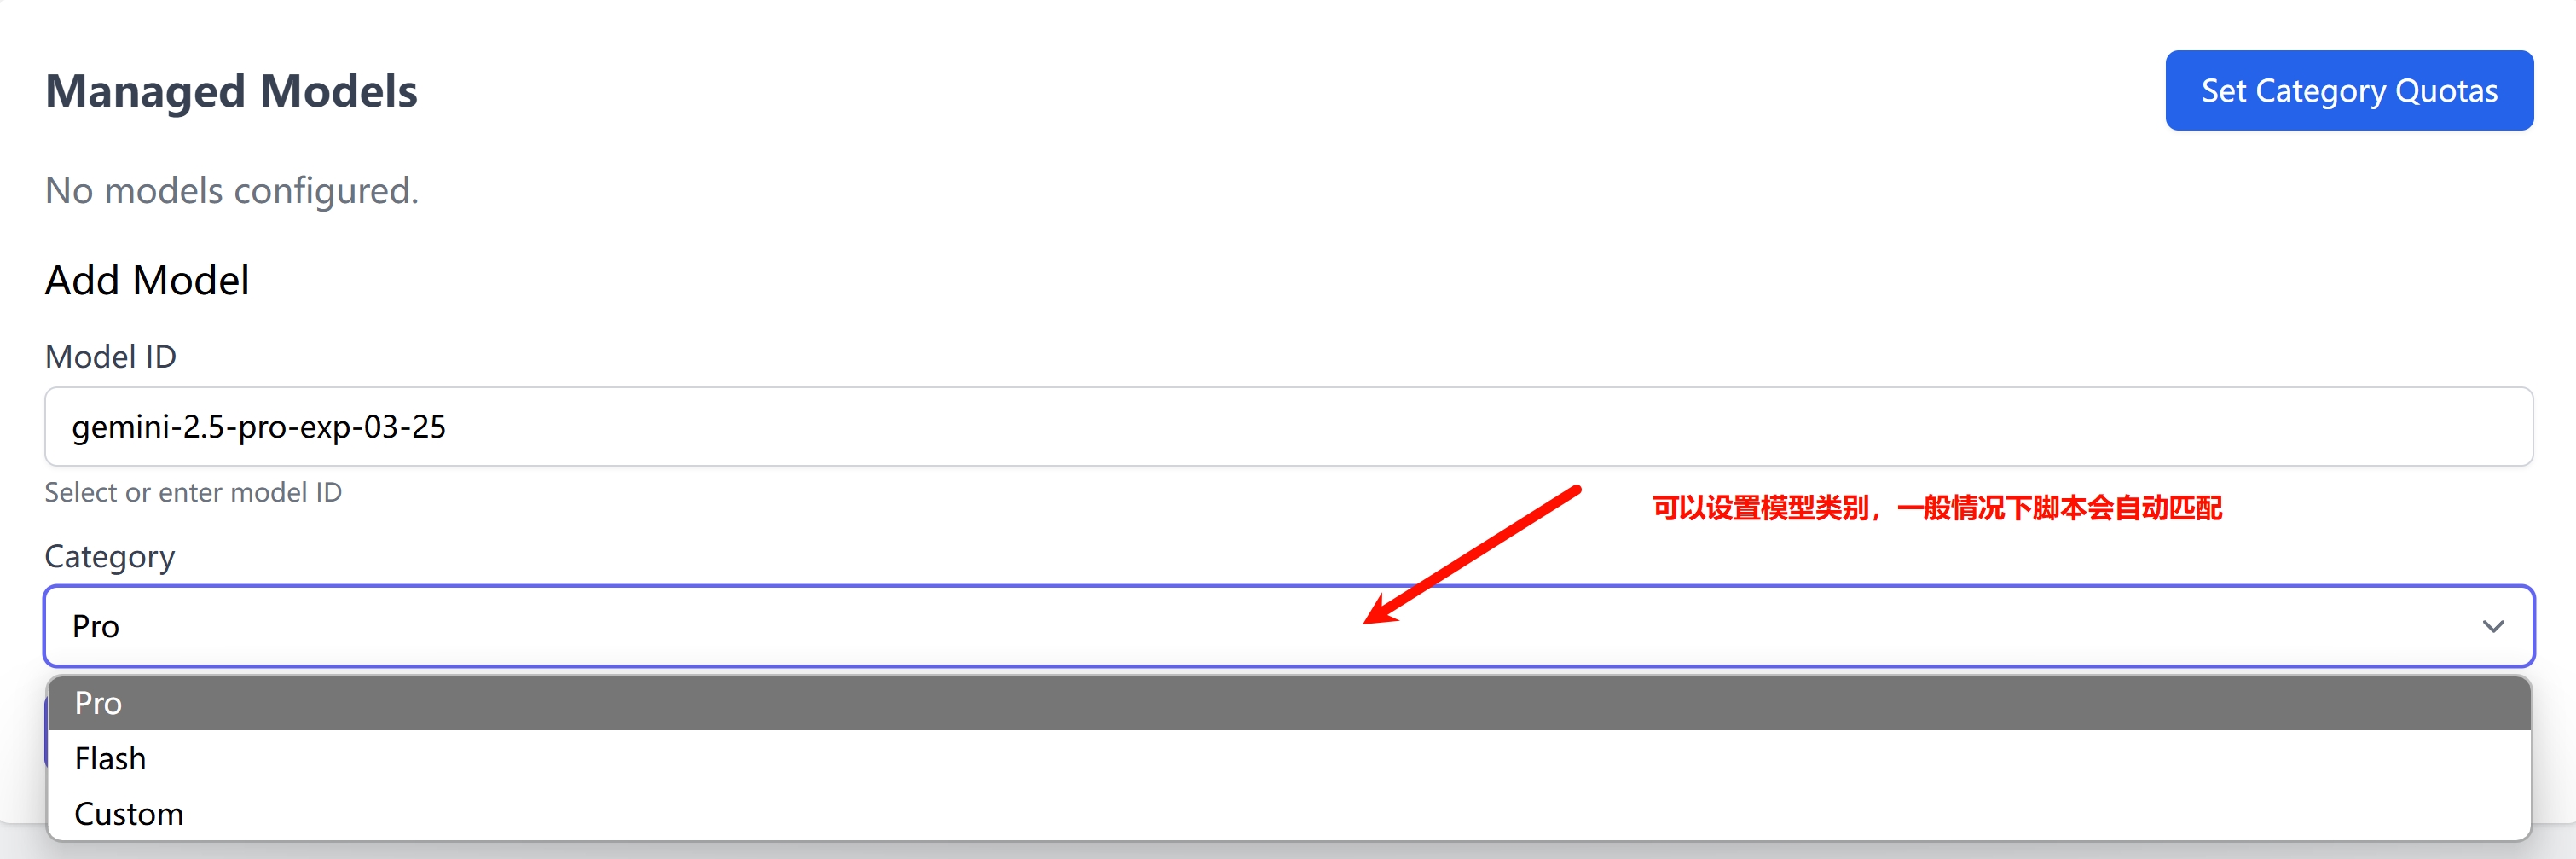 Managed Models
Set Category Quotas
No models configured.
Add Model
Model ID
gemini-2.5-pro-exp-03-25
Select or enter model ID
可以设置模型类别，一般情况下脚本会自动匹配
Category
Pro
Pro
Flash
Custom